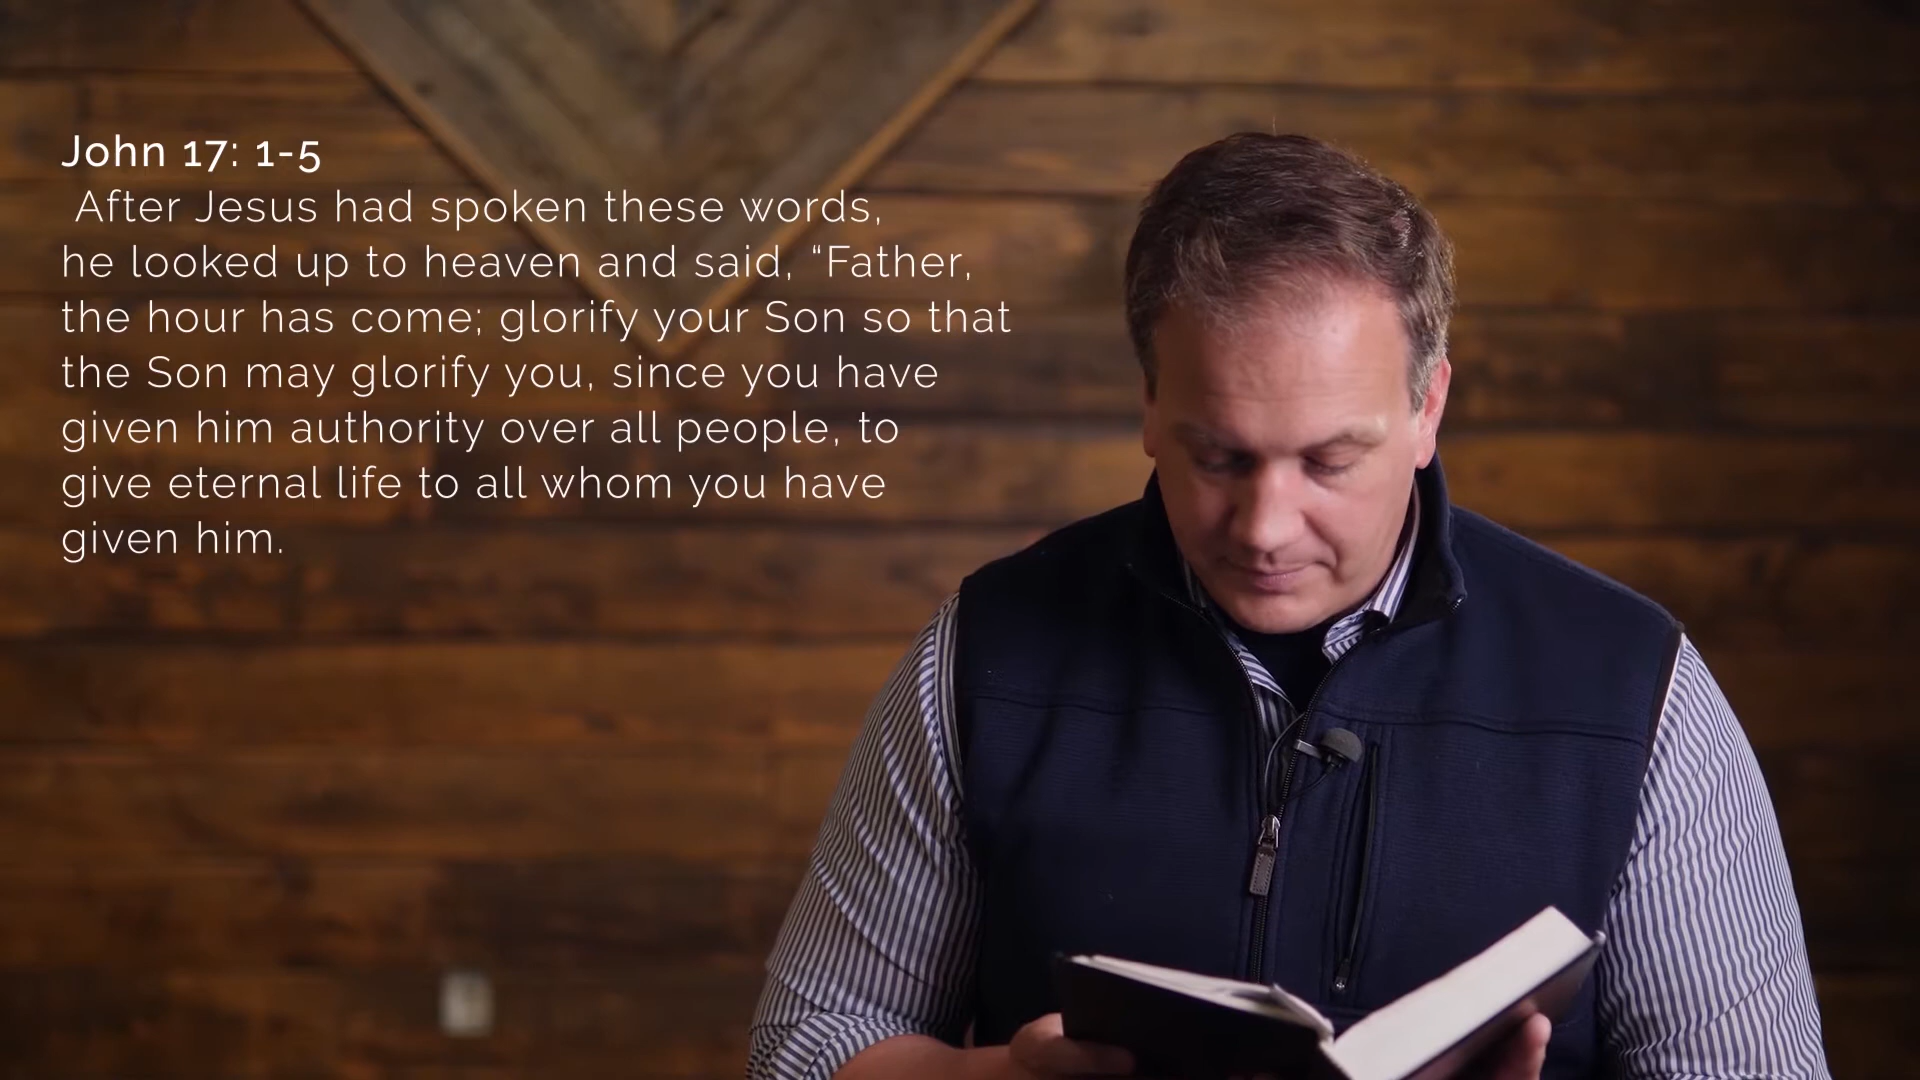 John 17: 1-5
After Jesus had spoken these words,
he looked up to heaven and said, “Father,
the hour has come; glorify your Son so that
the Son may glorify you, since you have
given him authority over all people, to
give eternal life to all whom you have
given him.